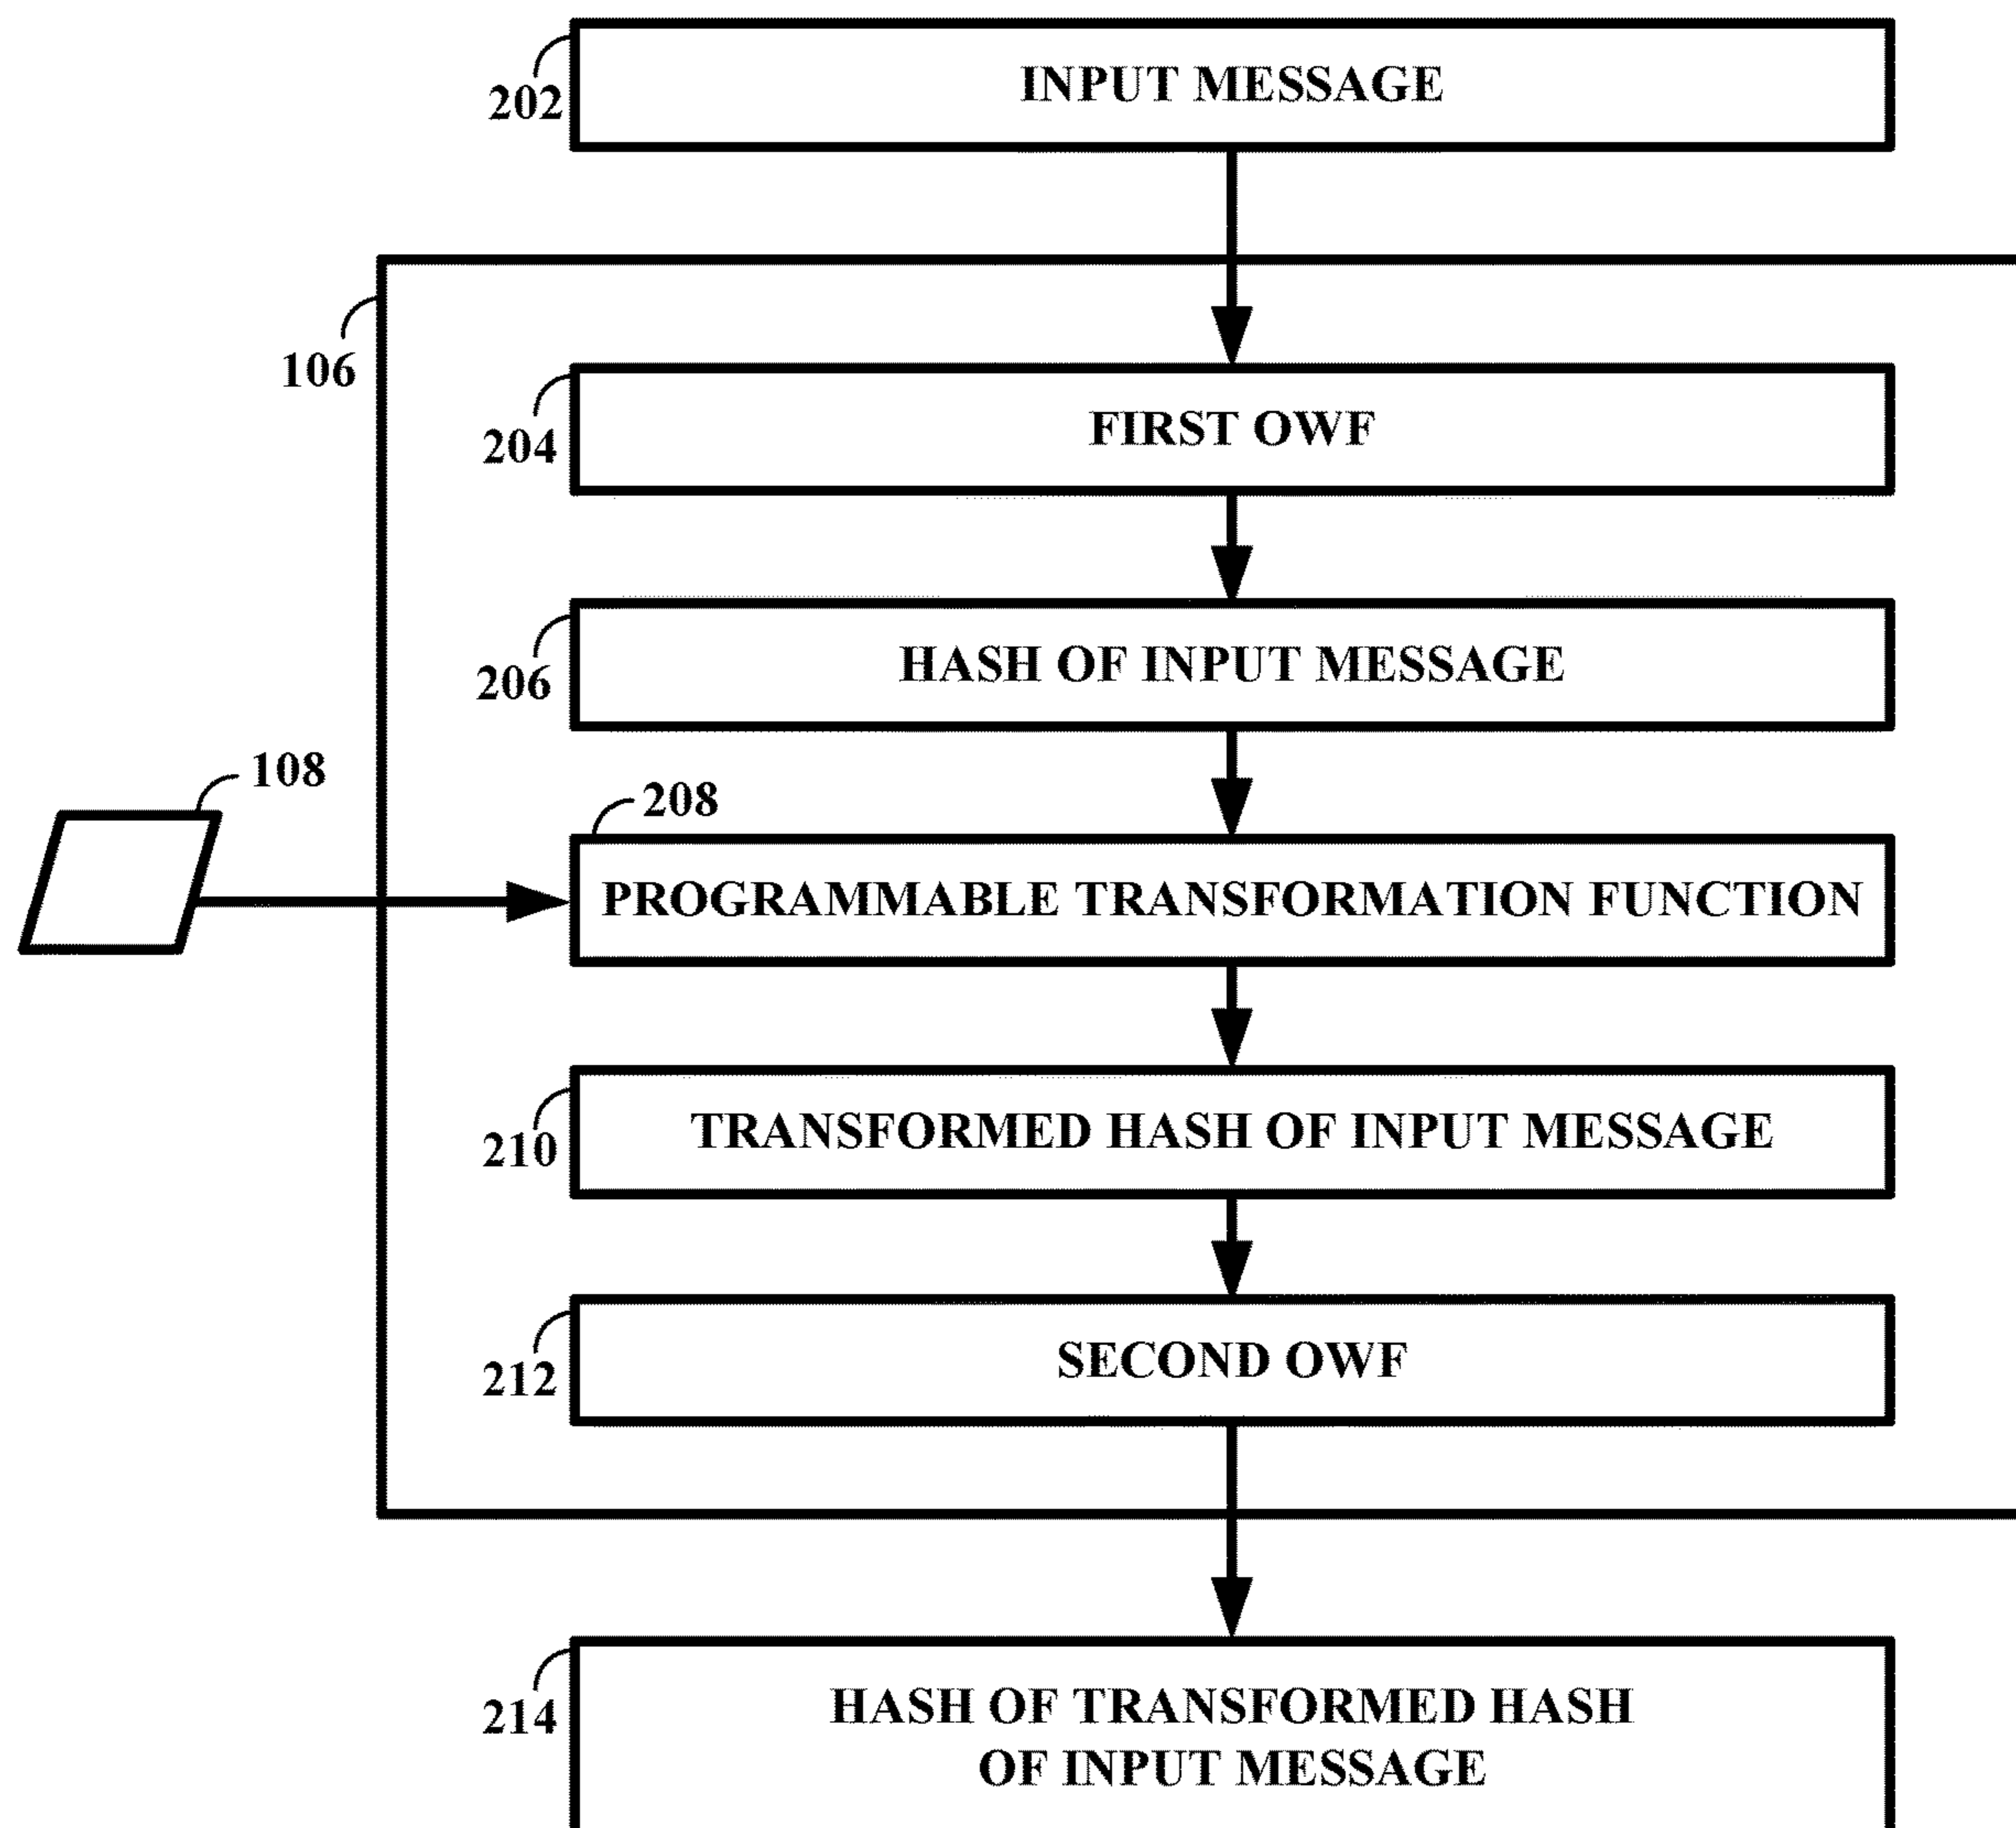 INPUT MESSAGE
202
106
FIRST OWF
204
HASH OF INPUT MESSAGE
206
108
208
PROGRAMMABLE TRANSFORMATION FUNCTION
TRANSFORMED HASH OF INPUT MESSAGE
210
SECOND OWF
212
214
HASH OF TRANSFORMED HASH
OF INPUT MESSAGE